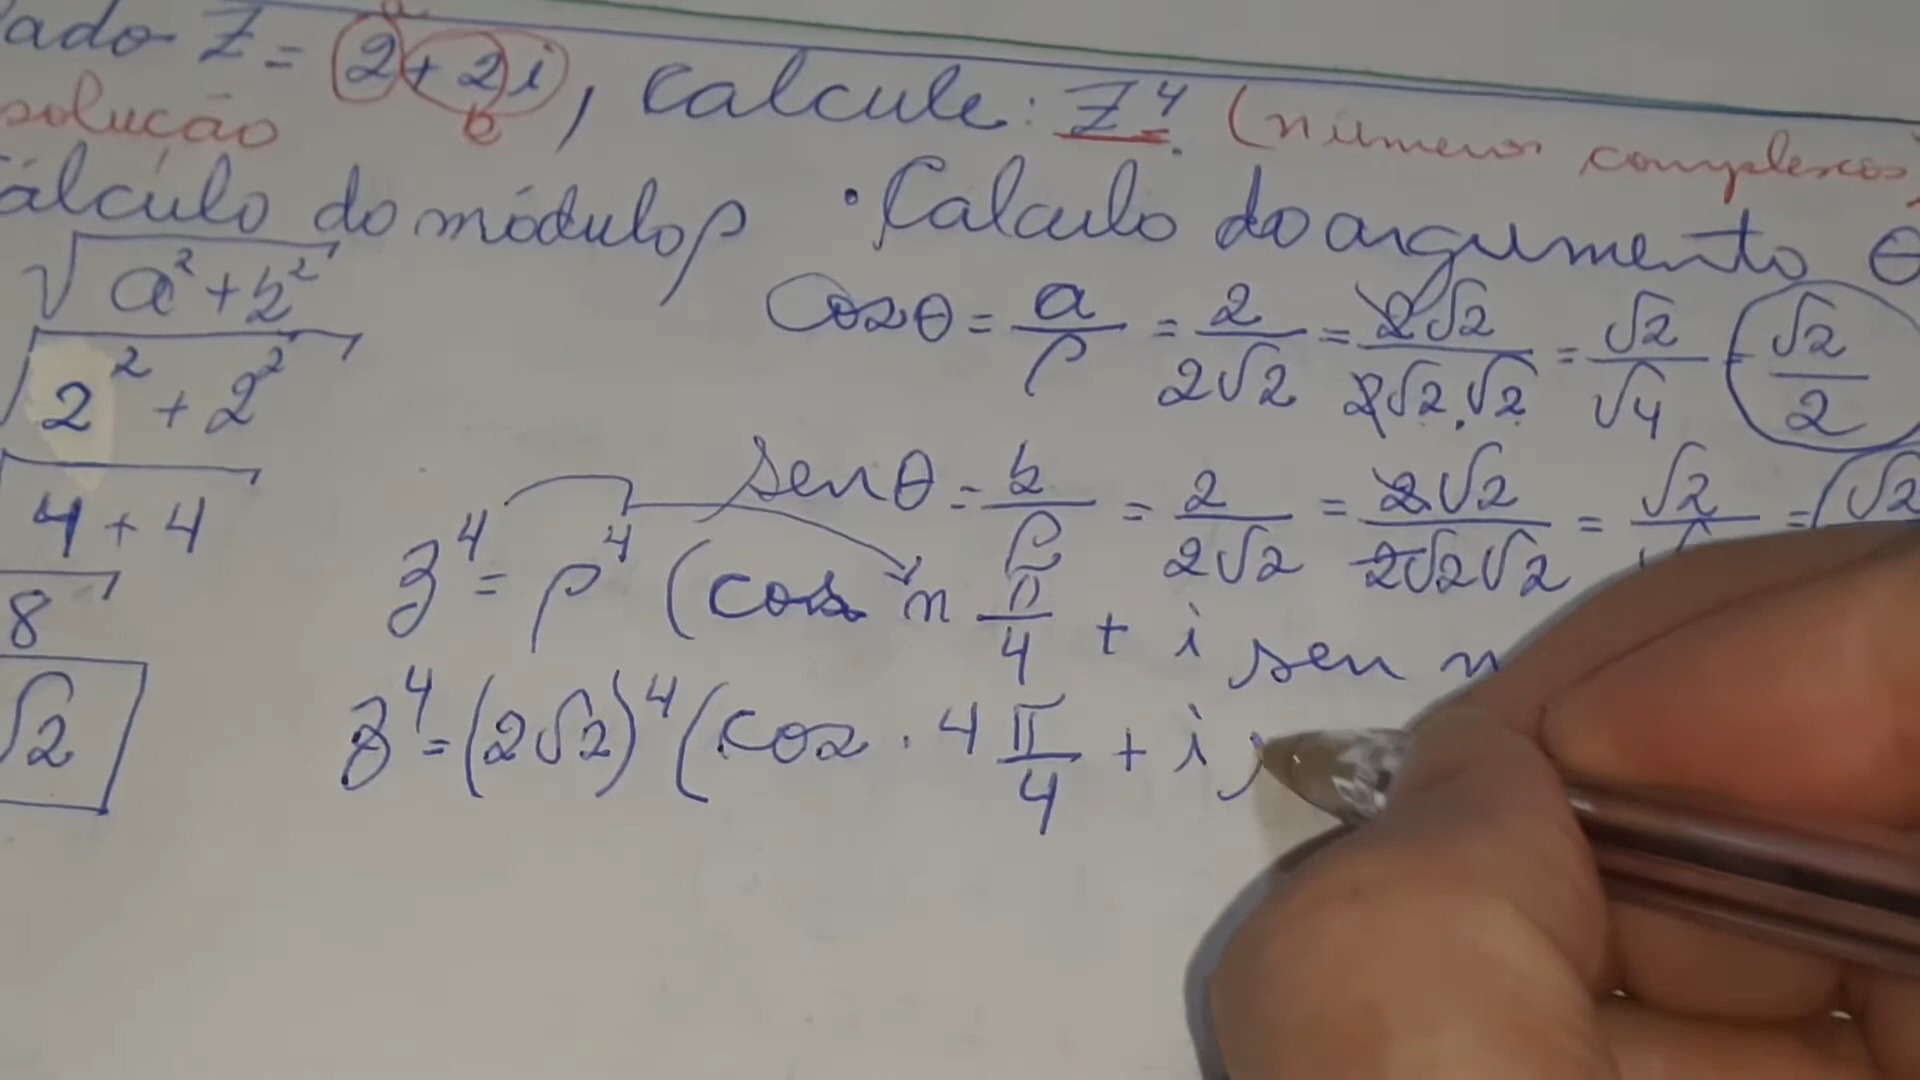 ado Z = 2 + 2i, calcule: Z⁴. (números complexos)
a
b
solução
álculo do módulo ρ
√a² + b²
√2² + 2²
4 + 4
8
√2
• Calculo do argumento θ
cos θ = a/ρ = 2/2√2 = 2√2/2√2.√2 = √2/√4 = √2/2
sen θ = b/ρ = 2/2√2 = 2√2/2√2√2 = √2/√ = √2
z⁴ = ρ⁴ (cos n π/4 + i sen n
z⁴ = (2√2)⁴ (cos . 4 π/4 + i